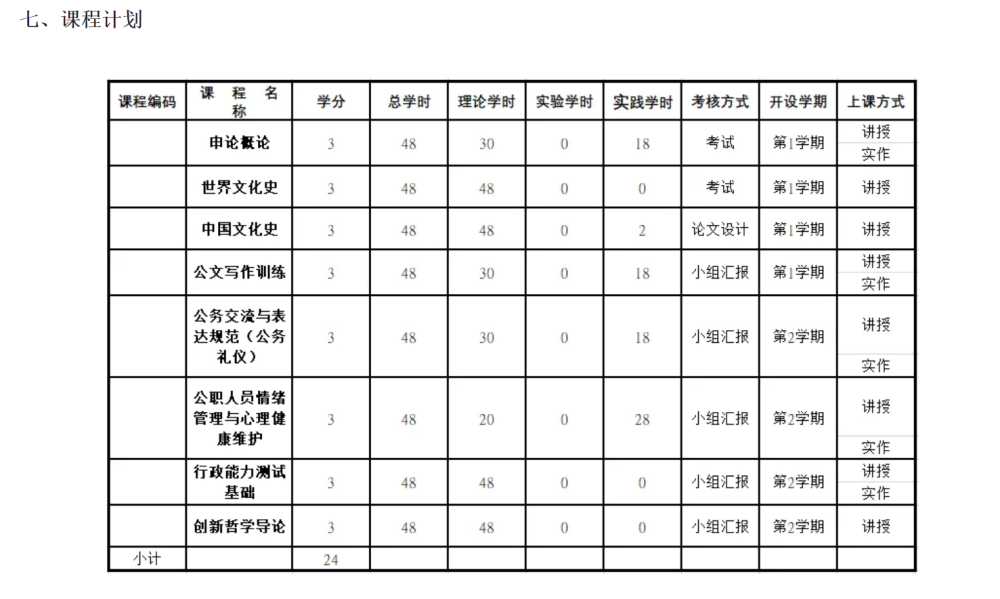 七、课程计划
课程编码 课程名称 学分 总学时 理论学时 实验学时 实践学时 考核方式 开设学期 上课方式
申论概论 3 48 30 0 18 考试 第1学期 讲授 实作
世界文化史 3 48 48 0 0 考试 第1学期 讲授
中国文化史 3 48 48 0 2 论文设计 第1学期 讲授
公文写作训练 3 48 30 0 18 小组汇报 第1学期 讲授 实作
公务交流与表达规范（公务礼仪） 3 48 30 0 18 小组汇报 第2学期 讲授 实作
公职人员情绪管理与心理健康维护 3 48 20 0 28 小组汇报 第2学期 讲授 实作
行政能力测试基础 3 48 48 0 0 小组汇报 第2学期 讲授 实作
创新哲学导论 3 48 48 0 0 小组汇报 第2学期 讲授
小计 24